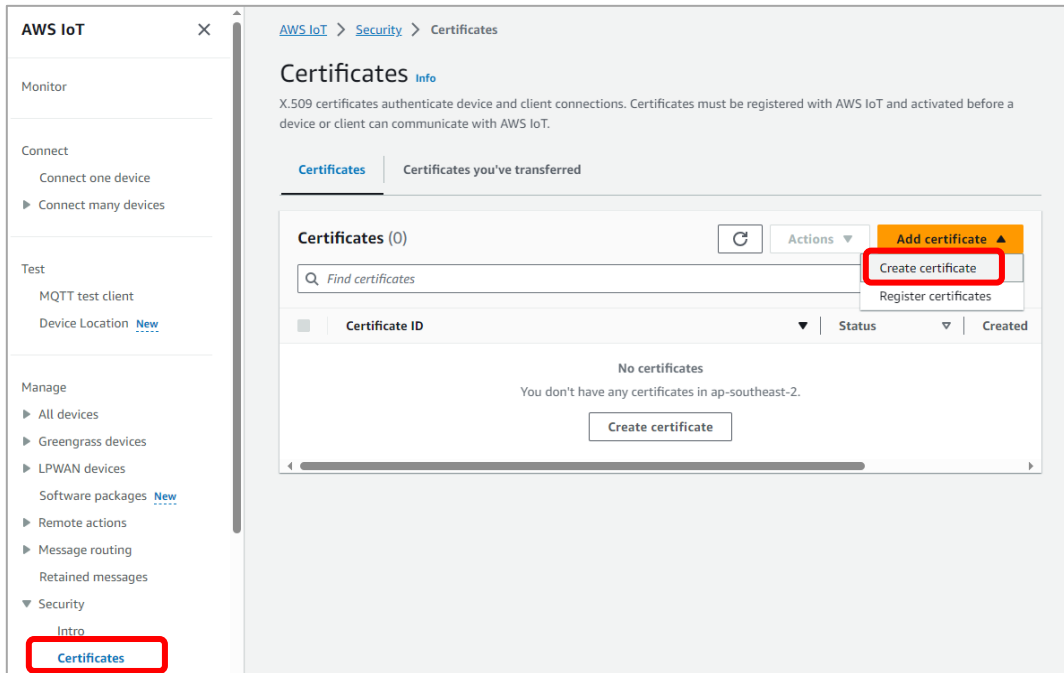 AWS IoT
Monitor
Connect
Connect one device
Connect many devices
Test
MQTT test client
Device Location New
Manage
All devices
Greengrass devices
LPWAN devices
Software packages New
Remote actions
Message routing
Retained messages
Security
Intro
Certificates
AWS IoT > Security > Certificates
Certificates Info
X.509 certificates authenticate device and client connections. Certificates must be registered with AWS IoT and activated before a
device or client can communicate with AWS IoT.
Certificates Certificates you've transferred
Certificates (0) Actions Add certificate
Find certificates
Create certificate
Register certificates
Certificate ID Status Created
No certificates
You don't have any certificates in ap-southeast-2.
Create certificate